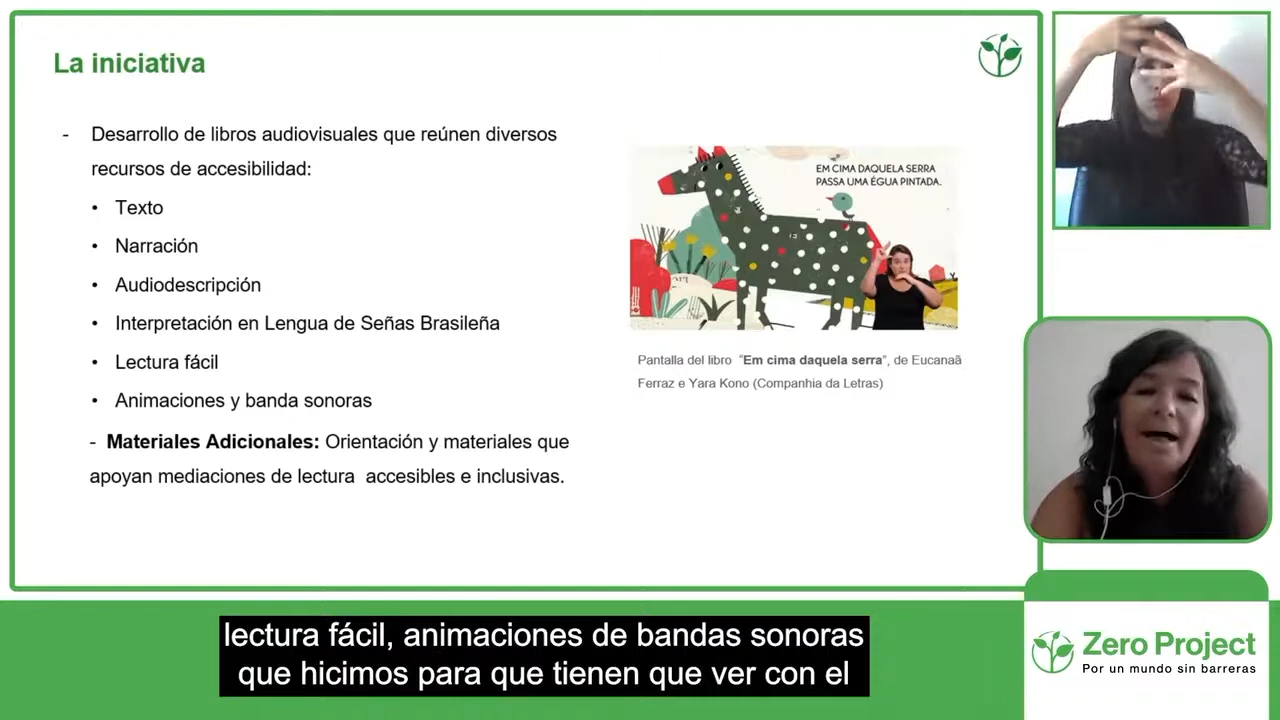 La iniciativa
- Desarrollo de libros audiovisuales que reúnen diversos
recursos de accesibilidad:
• Texto
• Narración
• Audiodescripción
• Interpretación en Lengua de Señas Brasileña
• Lectura fácil
• Animaciones y banda sonoras
- Materiales Adicionales: Orientación y materiales que
apoyan mediaciones de lectura accesibles e inclusivas.
EM CIMA DAQUELA SERRA
PASSA UMA ÉGUA PINTADA.
Pantalla del libro "Em cima daquela serra", de Eucanaã
Ferraz e Yara Kono (Companhia da Letras)
lectura fácil, animaciones de bandas sonoras
que hicimos para que tienen que ver con el
Zero Project
Por un mundo sin barreras